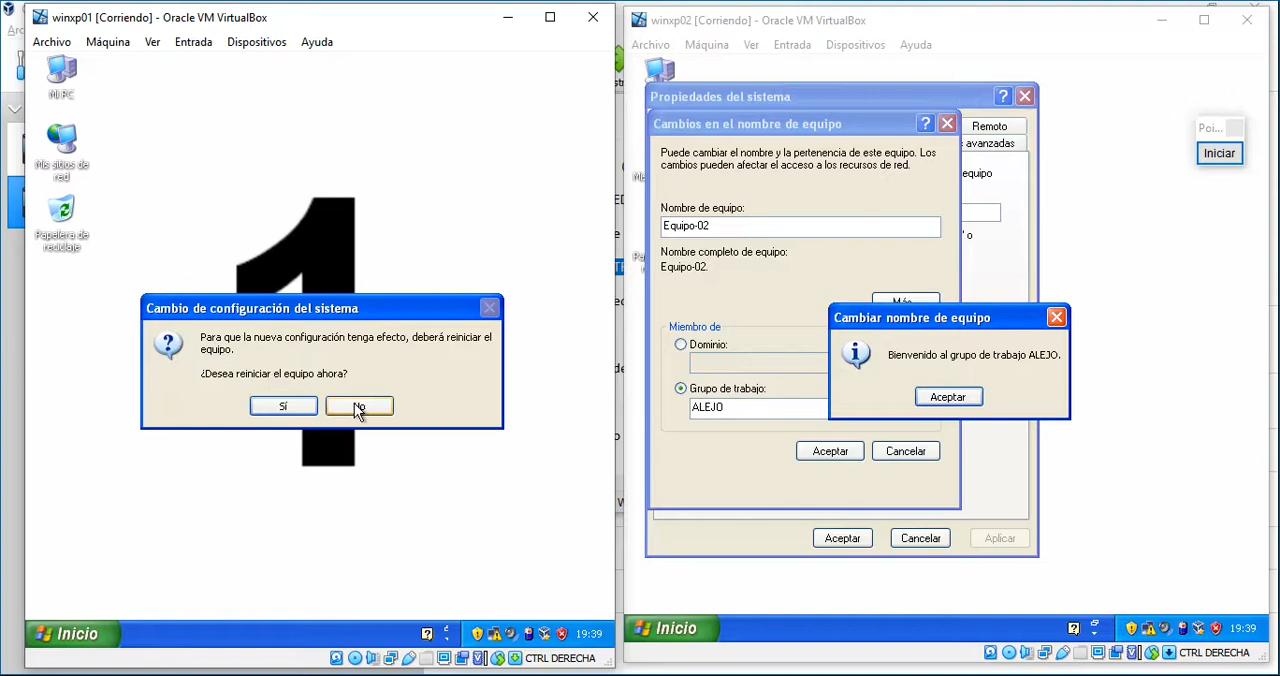 winxp01 [Corriendo] - Oracle VM VirtualBox
Archivo Máquina Ver Entrada Dispositivos Ayuda
Mi PC
Mis sitios de
red
Papelera de
reciclaje
1
Cambio de configuración del sistema
Para que la nueva configuración tenga efecto, deberá reiniciar el
equipo.
¿Desea reiniciar el equipo ahora?
Sí No
Inicio
19:39
CTRL DERECHA
winxp02 [Corriendo] - Oracle VM VirtualBox
Archivo Máquina Ver Entrada Dispositivos Ayuda
Propiedades del sistema
Remoto
avanzadas
equipo
o
Cambios en el nombre de equipo
Puede cambiar el nombre y la pertenencia de este equipo. Los
cambios pueden afectar el acceso a los recursos de red.
Nombre de equipo:
Equipo-02
Nombre completo de equipo:
Equipo-02.
Miembro de
Dominio:
Grupo de trabajo:
ALEJO
Aceptar Cancelar
Aceptar Cancelar Aplicar
Cambiar nombre de equipo
Bienvenido al grupo de trabajo ALEJO.
Aceptar
Poi...
Iniciar
Inicio
19:39
CTRL DERECHA